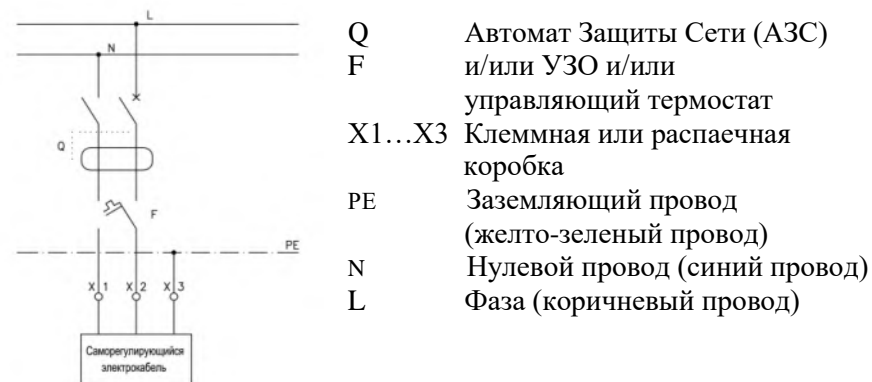 L
N
Q
F
PE
X 1 X 2 X 3
Саморегулирующийся
электрокабель
Q Автомат Защиты Сети (АЗС)
F и/или УЗО и/или
управляющий термостат
X1…X3 Клеммная или распаечная
коробка
PE Заземляющий провод
(желто-зеленый провод)
N Нулевой провод (синий провод)
L Фаза (коричневый провод)